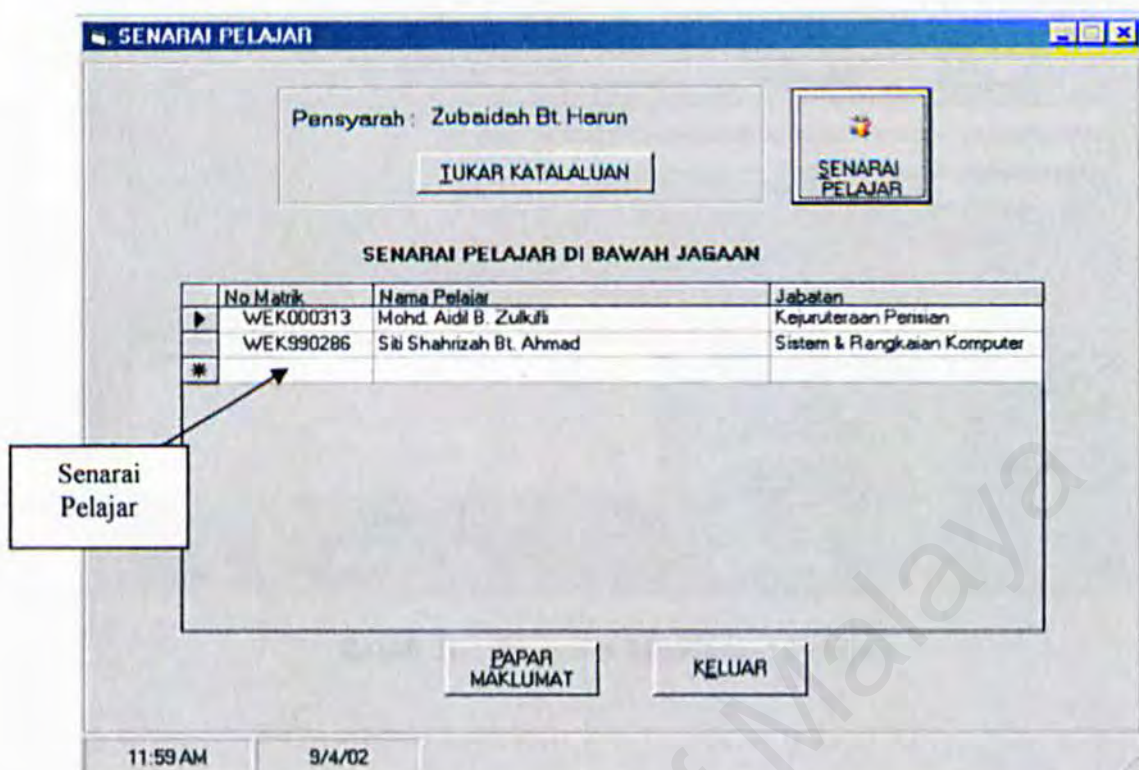 SENARAI PELAJAR
Pensyarah : Zubaidah Bt. Harun
TUKAR KATALALUAN
SENARAI
PELAJAR
SENARAI PELAJAR DI BAWAH JAGAAN
No Matrik Nama Pelajar Jabatan
WEK000313 Mohd. Aidil B. Zulkifli Kejuruteraan Perisian
WEK990286 Siti Shahrizah Bt. Ahmad Sistem & Rangkaian Komputer
Senarai
Pelajar
PAPAR
MAKLUMAT
KELUAR
11:59 AM 9/4/02
of Malaya